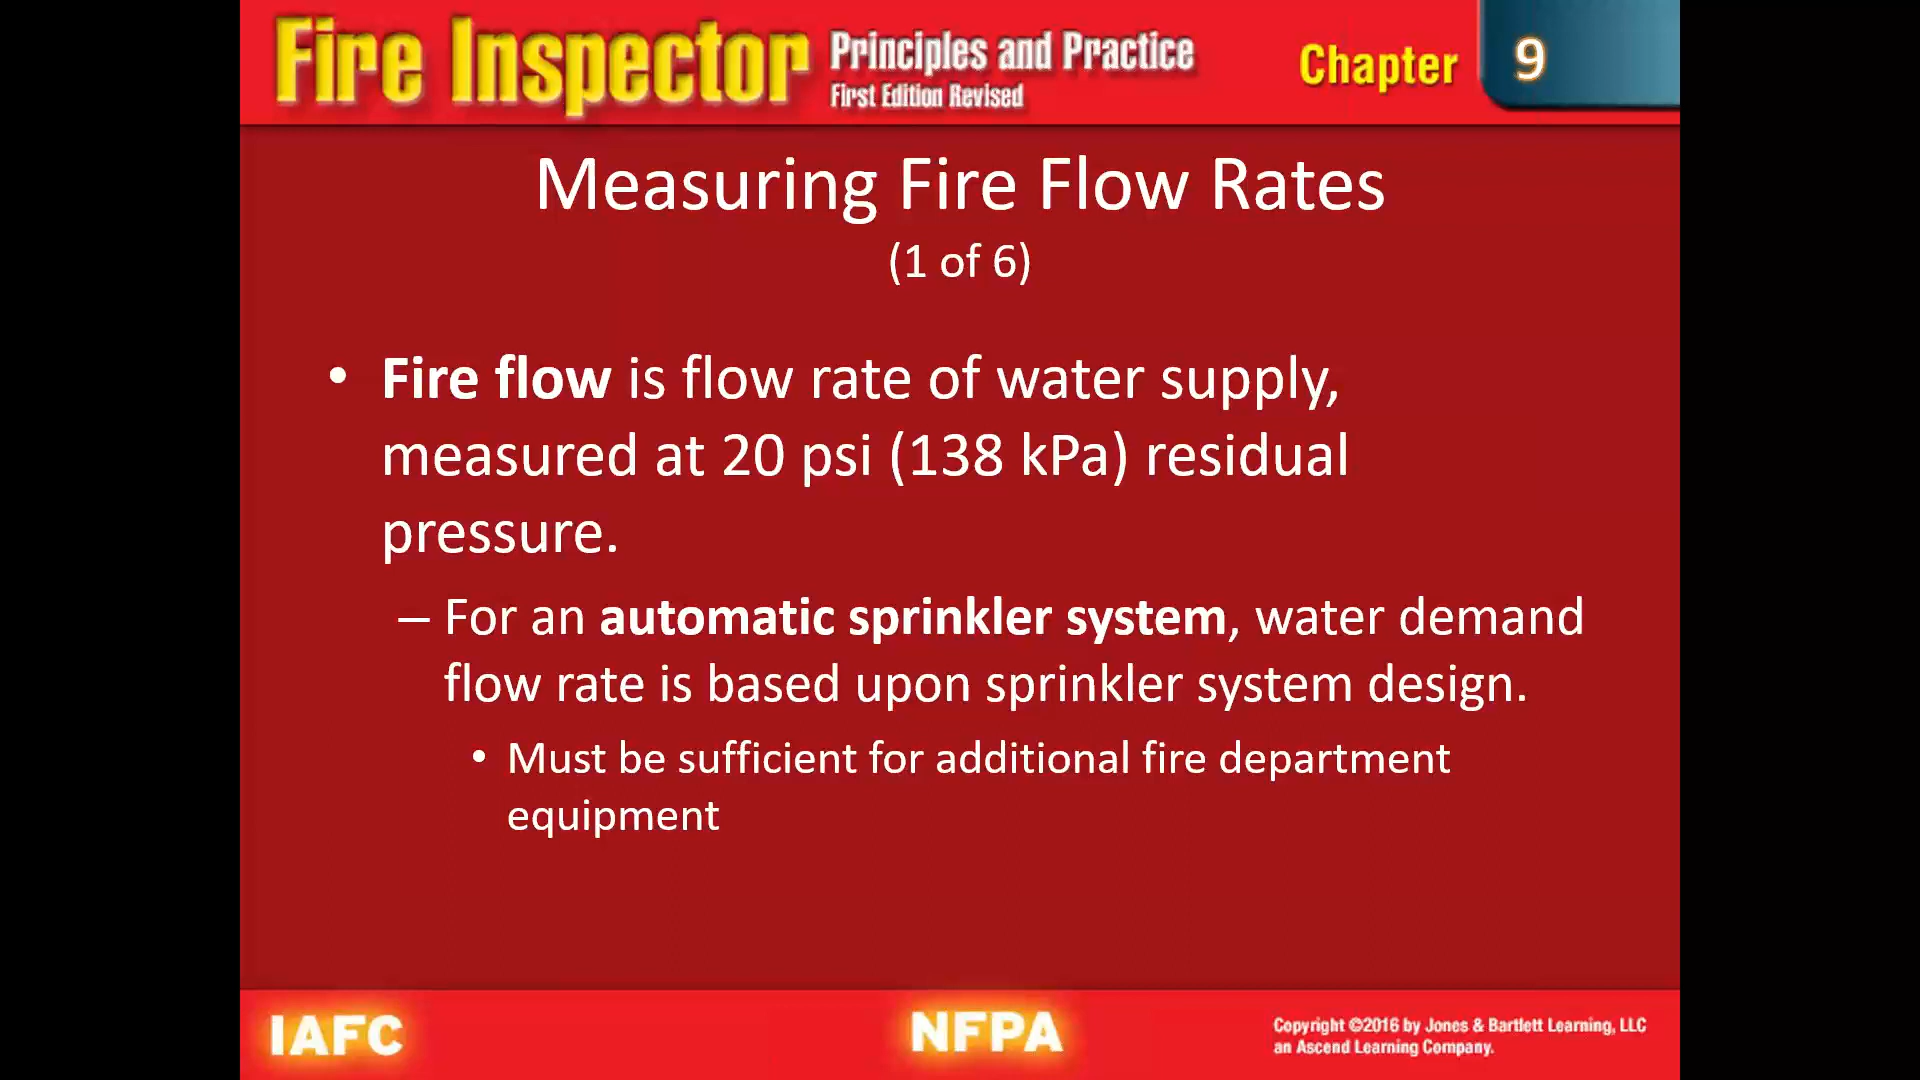 Fire Inspector Principles and Practice Chapter 9
First Edition Revised
Measuring Fire Flow Rates
(1 of 6)
• Fire flow is flow rate of water supply,
measured at 20 psi (138 kPa) residual
pressure.
– For an automatic sprinkler system, water demand
flow rate is based upon sprinkler system design.
• Must be sufficient for additional fire department
equipment
IAFC
NFPA
Copyright ©2016 by Jones & Bartlett Learning, LLC
an Ascend Learning Company.